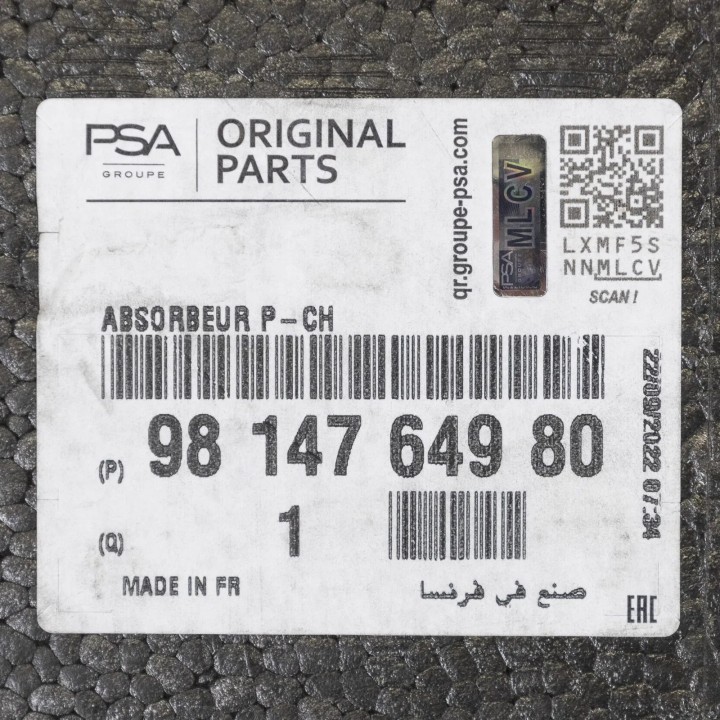 PSA
GROUPE
ORIGINAL
PARTS
qr.groupe-psa.com
PSA
MLCV
LXMF5S
NNMLCV
SCAN!
ABSORBEUR P-CH
(P) 98 147 649 80
(Q) 1
MADE IN FR
صنع في فرنسا
22/09/2022 07:34
EAC